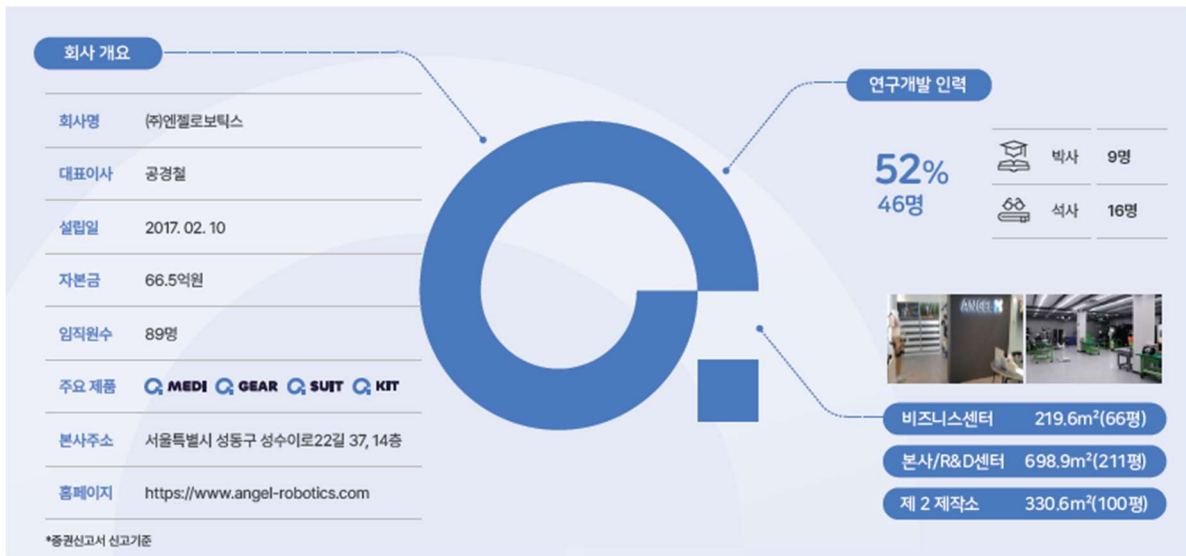 회사 개요
회사명 ㈜엔젤로보틱스
대표이사 공경철
설립일 2017. 02. 10
자본금 66.5억원
임직원수 89명
주요 제품 MEDI GEAR SUIT KIT
본사주소 서울특별시 성동구 성수이로22길 37, 14층
홈페이지 https://www.angel-robotics.com
*증권신고서 신고기준
연구개발 인력
52%
46명
박사 9명
석사 16명
ANGEL X
비즈니스센터 219.6m²(66평)
본사/R&D센터 698.9m²(211평)
제 2 제작소 330.6m²(100평)